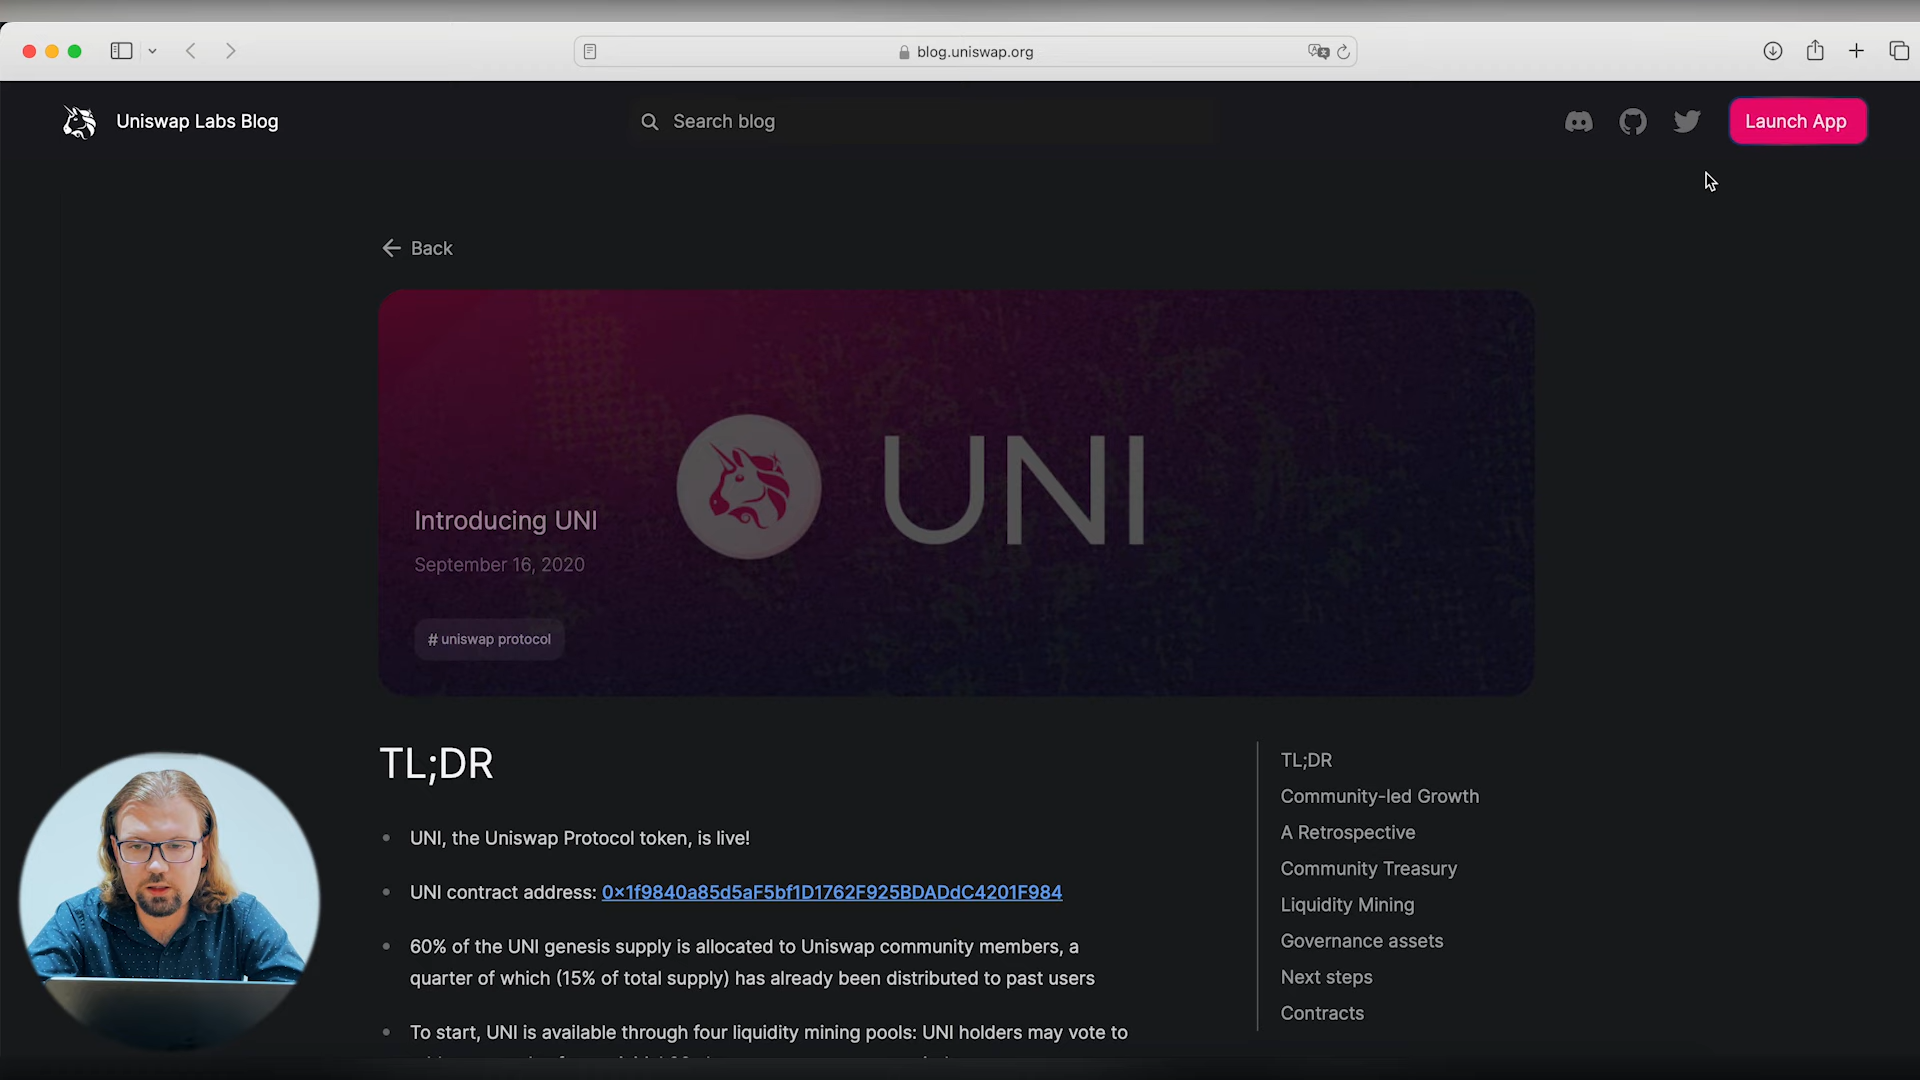 blog.uniswap.org
Uniswap Labs Blog
Search blog
Launch App
Back
UNI
Introducing UNI
September 16, 2020
# uniswap protocol
TL;DR
• UNI, the Uniswap Protocol token, is live!
• UNI contract address: 0x1f9840a85d5aF5bf1D1762F925BDADdC4201F984
• 60% of the UNI genesis supply is allocated to Uniswap community members, a
quarter of which (15% of total supply) has already been distributed to past users
• To start, UNI is available through four liquidity mining pools: UNI holders may vote to
TL;DR
Community-led Growth
A Retrospective
Community Treasury
Liquidity Mining
Governance assets
Next steps
Contracts